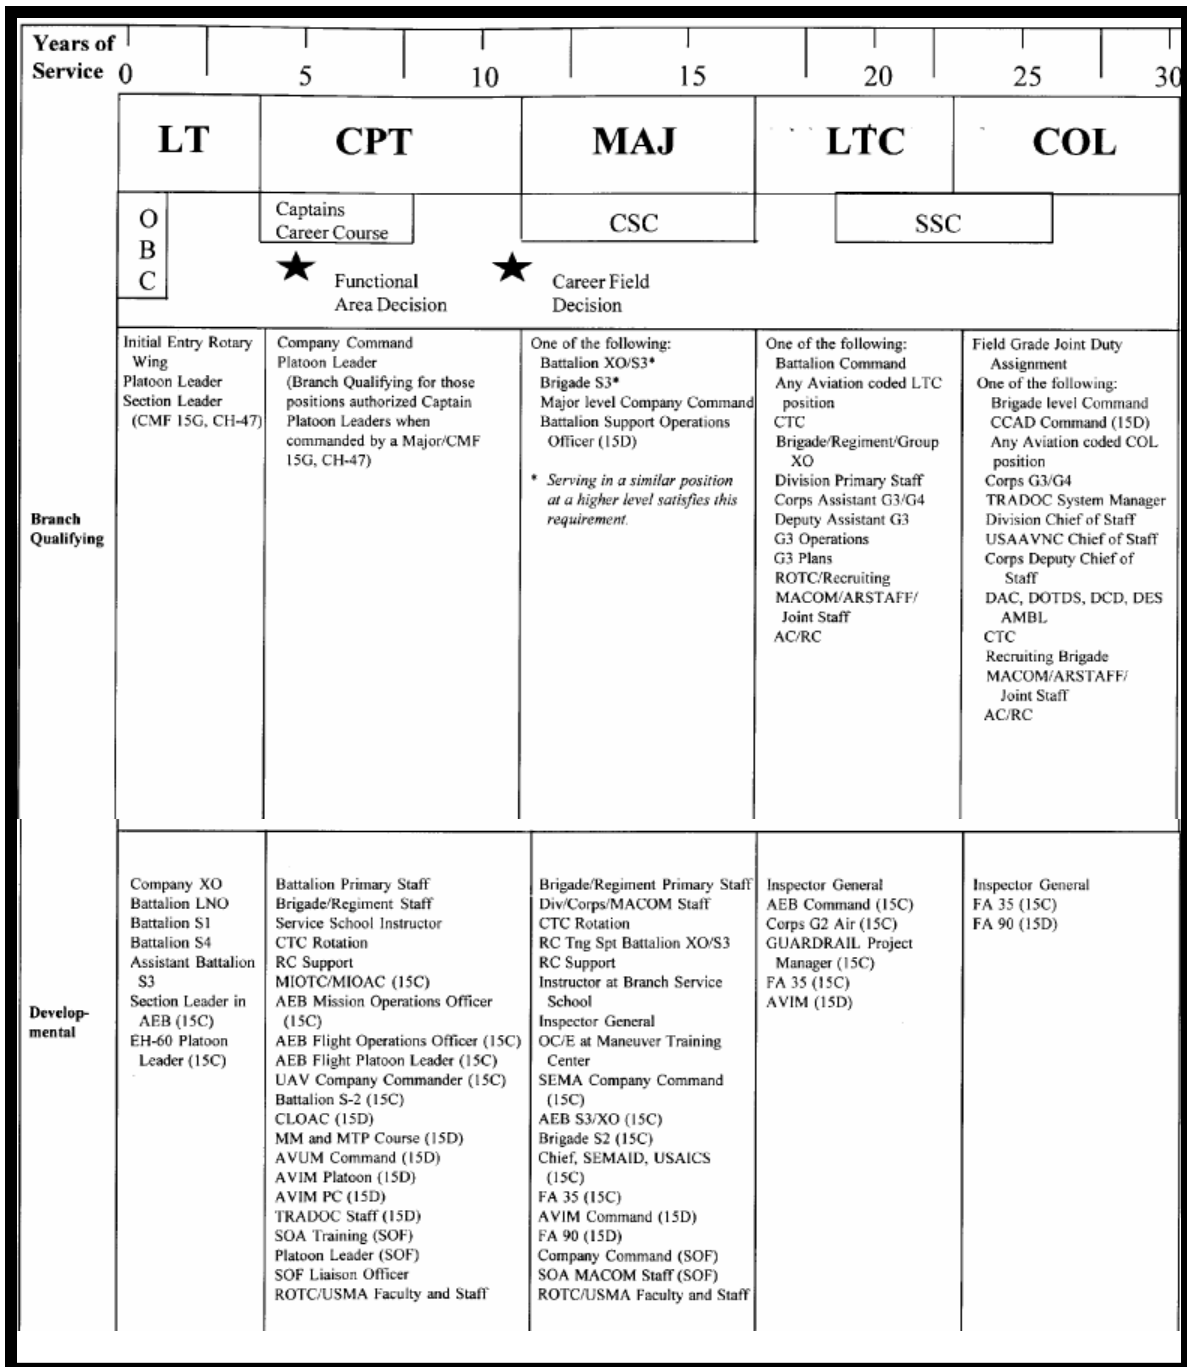 Years of
Service 0 5 10 15 20 25 30
LT CPT MAJ LTC COL
O
B
C
Captains
Career Course
CSC
SSC
★ Functional
Area Decision
★ Career Field
Decision
Branch
Qualifying
Initial Entry Rotary
Wing
Platoon Leader
Section Leader
(CMF 15G, CH-47)
Company Command
Platoon Leader
(Branch Qualifying for those
positions authorized Captain
Platoon Leaders when
commanded by a Major/CMF
15G, CH-47)
One of the following:
Battalion XO/S3*
Brigade S3*
Major level Company Command
Battalion Support Operations
Officer (15D)
* Serving in a similar position
at a higher level satisfies this
requirement.
One of the following:
Battalion Command
Any Aviation coded LTC
position
CTC
Brigade/Regiment/Group
XO
Division Primary Staff
Corps Assistant G3/G4
Deputy Assistant G3
G3 Operations
G3 Plans
ROTC/Recruiting
MACOM/ARSTAFF/
Joint Staff
AC/RC
Field Grade Joint Duty
Assignment
One of the following:
Brigade level Command
CCAD Command (15D)
Any Aviation coded COL
position
Corps G3/G4
TRADOC System Manager
Division Chief of Staff
USAAVNC Chief of Staff
Corps Deputy Chief of
Staff
DAC, DOTDS, DCD, DES
AMBL
CTC
Recruiting Brigade
MACOM/ARSTAFF/
Joint Staff
AC/RC
Develop-
mental
Company XO
Battalion LNO
Battalion S1
Battalion S4
Assistant Battalion
S3
Section Leader in
AEB (15C)
EH-60 Platoon
Leader (15C)
Battalion Primary Staff
Brigade/Regiment Staff
Service School Instructor
CTC Rotation
RC Support
MIOTC/MIOAC (15C)
AEB Mission Operations Officer
(15C)
AEB Flight Operations Officer (15C)
AEB Flight Platoon Leader (15C)
UAV Company Commander (15C)
Battalion S-2 (15C)
CLOAC (15D)
MM and MTP Course (15D)
AVUM Command (15D)
AVIM Platoon (15D)
AVIM PC (15D)
TRADOC Staff (15D)
SOA Training (SOF)
Platoon Leader (SOF)
SOF Liaison Officer
ROTC/USMA Faculty and Staff
Brigade/Regiment Primary Staff
Div/Corps/MACOM Staff
CTC Rotation
RC Tng Spt Battalion XO/S3
RC Support
Instructor at Branch Service
School
Inspector General
OC/E at Maneuver Training
Center
SEMA Company Command
(15C)
AEB S3/XO (15C)
Brigade S2 (15C)
Chief, SEMAID, USAICS
(15C)
FA 35 (15C)
AVIM Command (15D)
FA 90 (15D)
Company Command (SOF)
SOA MACOM Staff (SOF)
ROTC/USMA Faculty and Staff
Inspector General
AEB Command (15C)
Corps G2 Air (15C)
GUARDRAIL Project
Manager (15C)
FA 35 (15C)
AVIM (15D)
Inspector General
FA 35 (15C)
FA 90 (15D)